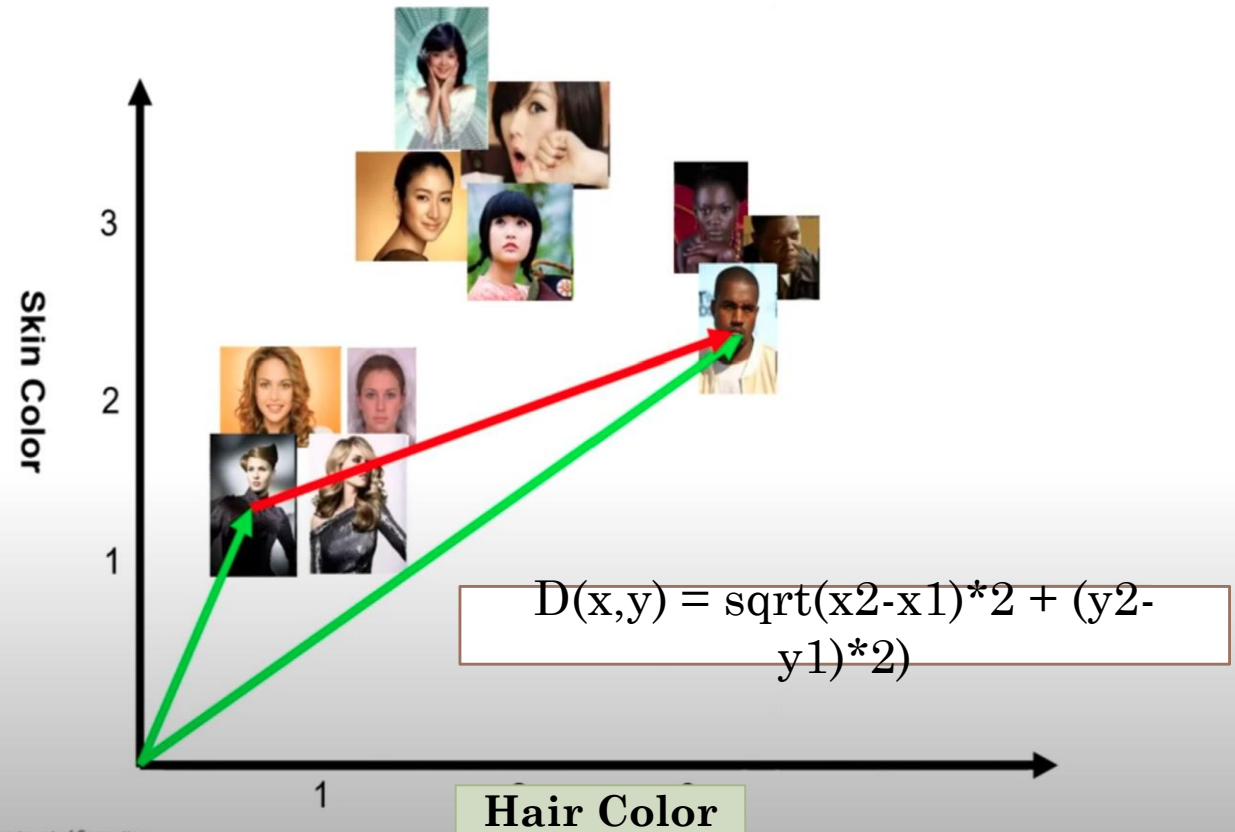 3
Skin Color
2
1
D(x,y) = sqrt(x2-x1)*2 + (y2-
y1)*2)
1
Hair Color